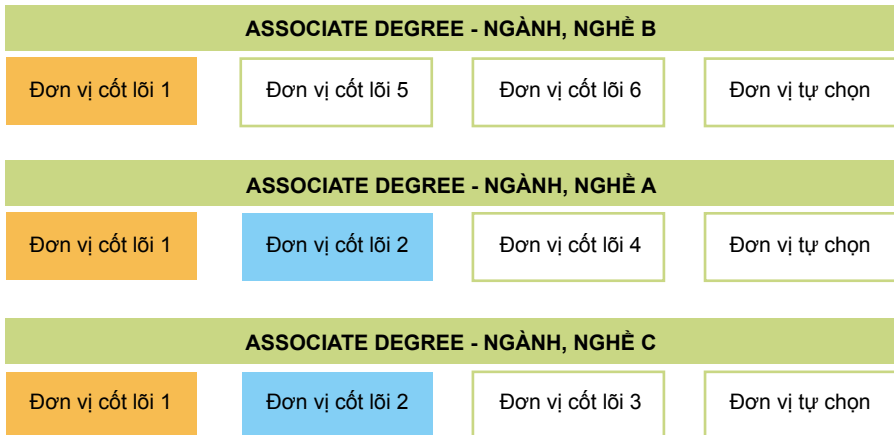 ASSOCIATE DEGREE - NGÀNH, NGHỀ B
Đơn vị cốt lõi 1
Đơn vị cốt lõi 5
Đơn vị cốt lõi 6
Đơn vị tự chọn
ASSOCIATE DEGREE - NGÀNH, NGHỀ A
Đơn vị cốt lõi 1
Đơn vị cốt lõi 2
Đơn vị cốt lõi 4
Đơn vị tự chọn
ASSOCIATE DEGREE - NGÀNH, NGHỀ C
Đơn vị cốt lõi 1
Đơn vị cốt lõi 2
Đơn vị cốt lõi 3
Đơn vị tự chọn